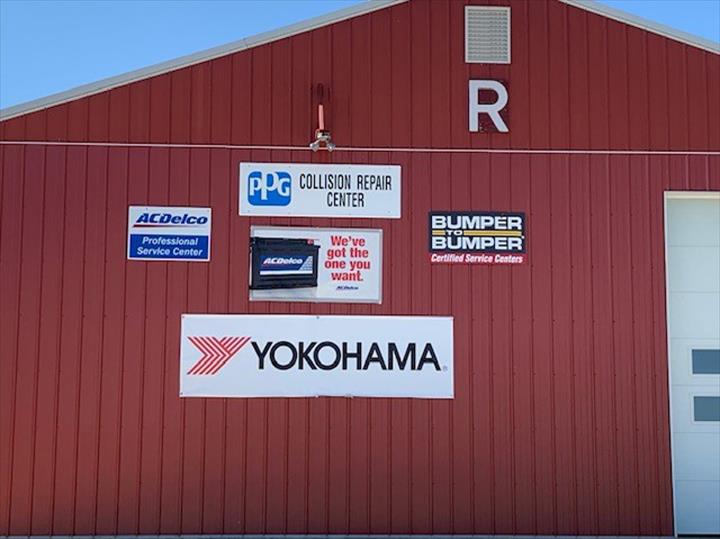 R
PPG COLLISION REPAIR
CENTER
ACDelco
Professional
Service Center
We've
got the
one you
want.
ACDelco
ACDelco
BUMPER
TO
BUMPER
Certified Service Centers
YOKOHAMA